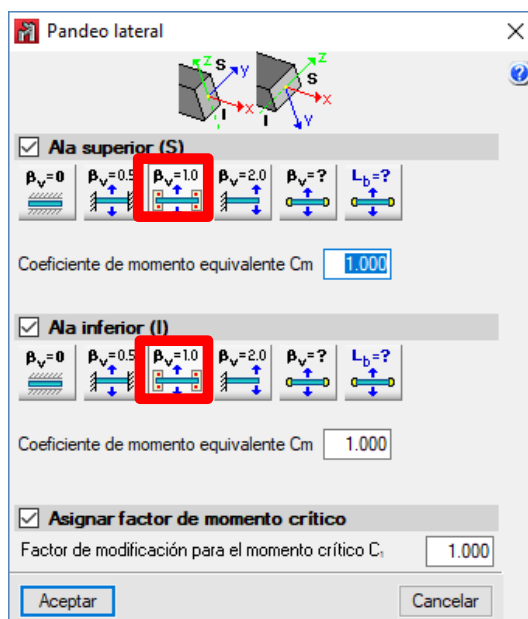 Pandeo lateral
Z S Y X I
Z S X I Y
Ala superior (S)
βv=0 βv=0.5 βv=1.0 βv=2.0 βv=? Lb=?
Coeficiente de momento equivalente Cm 1.000
Ala inferior (I)
βv=0 βv=0.5 βv=1.0 βv=2.0 βv=? Lb=?
Coeficiente de momento equivalente Cm 1.000
Asignar factor de momento crítico
Factor de modificación para el momento crítico C₁ 1.000
Aceptar Cancelar